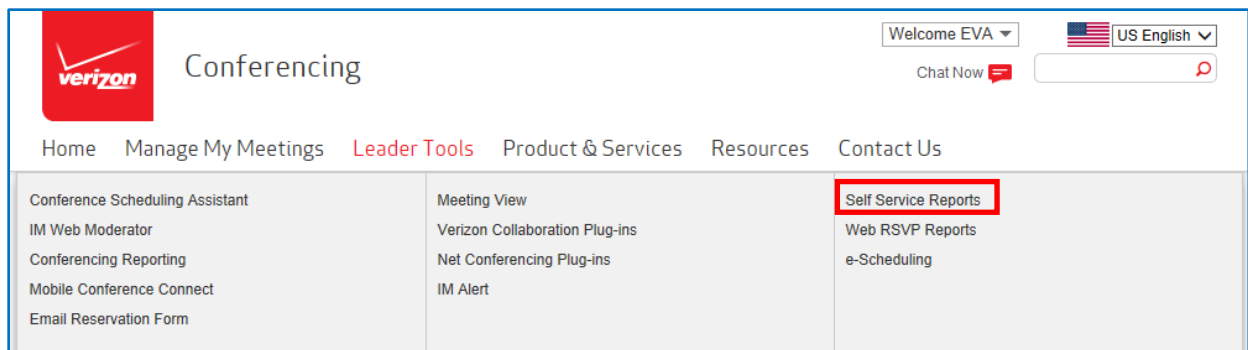 Welcome EVA
US English
verizon
Conferencing
Chat Now
Home Manage My Meetings Leader Tools Product & Services Resources Contact Us
Conference Scheduling Assistant
IM Web Moderator
Conferencing Reporting
Mobile Conference Connect
Email Reservation Form
Meeting View
Verizon Collaboration Plug-ins
Net Conferencing Plug-ins
IM Alert
Self Service Reports
Web RSVP Reports
e-Scheduling